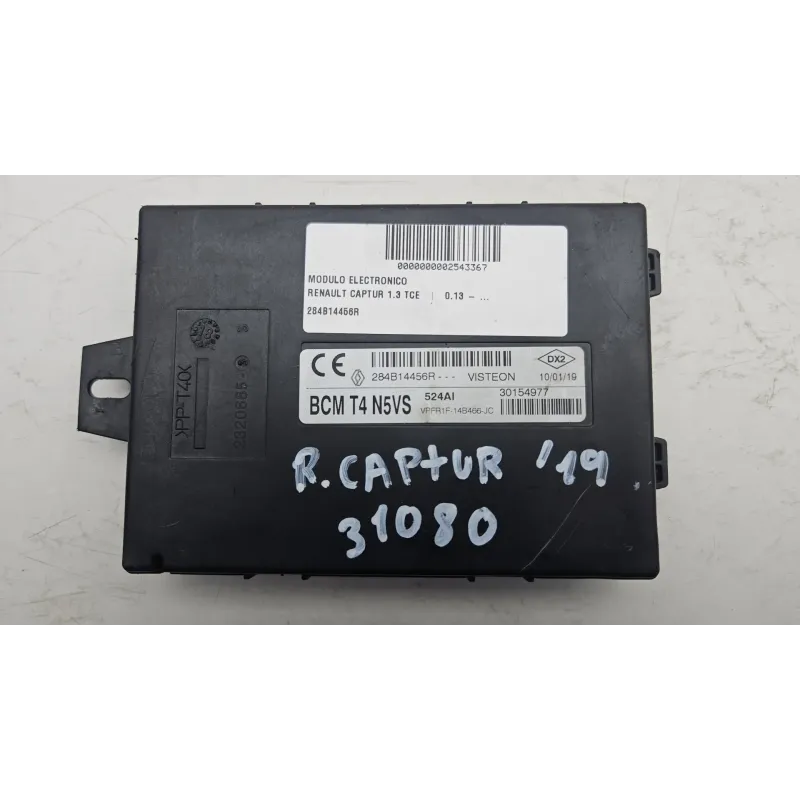 0000000002543367
MODULO ELECTRONICO
RENAULT CAPTUR 1.3 TCE | 0.13 - ...
284B14456R
CE 284B14456R--- VISTEON DX2 10/01/19
BCM T4 N5VS 524AI 30154977
VPFR1F-14B466-JC
>PP-T40<
R. CAPTUR '19
31080